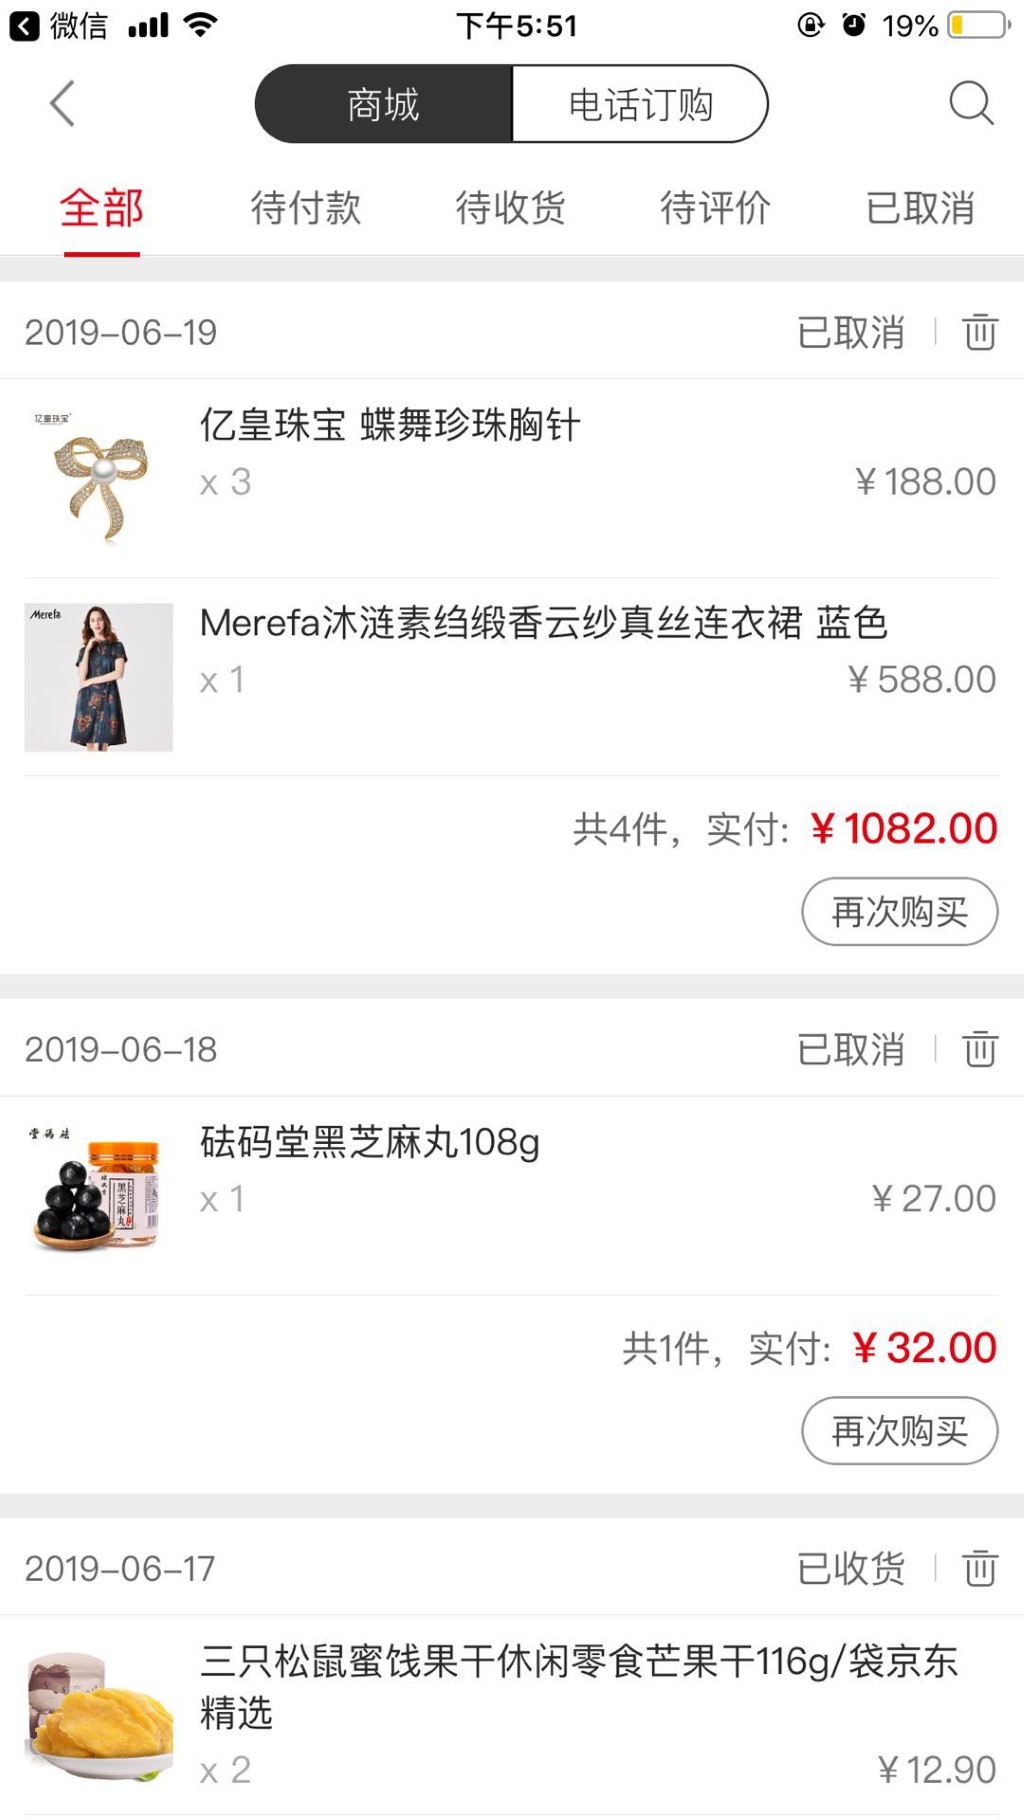 微信
下午5:51
19%
商城
电话订购
全部
待付款
待收货
待评价
已取消
2019-06-19
已取消
亿皇珠宝
亿皇珠宝 蝶舞珍珠胸针
x 3
¥188.00
Merefa
Merefa沐涟素绉缎香云纱真丝连衣裙 蓝色
x 1
¥588.00
共4件，实付: ¥1082.00
再次购买
2019-06-18
已取消
堂码砝
砝码堂黑芝麻丸108g
黑芝麻丸
x 1
¥27.00
共1件，实付: ¥32.00
再次购买
2019-06-17
已收货
三只松鼠蜜饯果干休闲零食芒果干116g/袋京东
精选
x 2
¥12.90